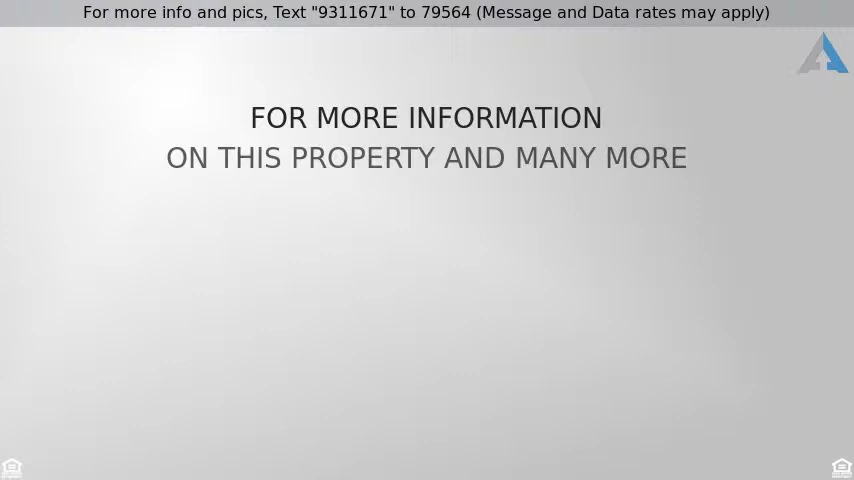 For more info and pics, Text "9311671" to 79564 (Message and Data rates may apply)
FOR MORE INFORMATION
ON THIS PROPERTY AND MANY MORE